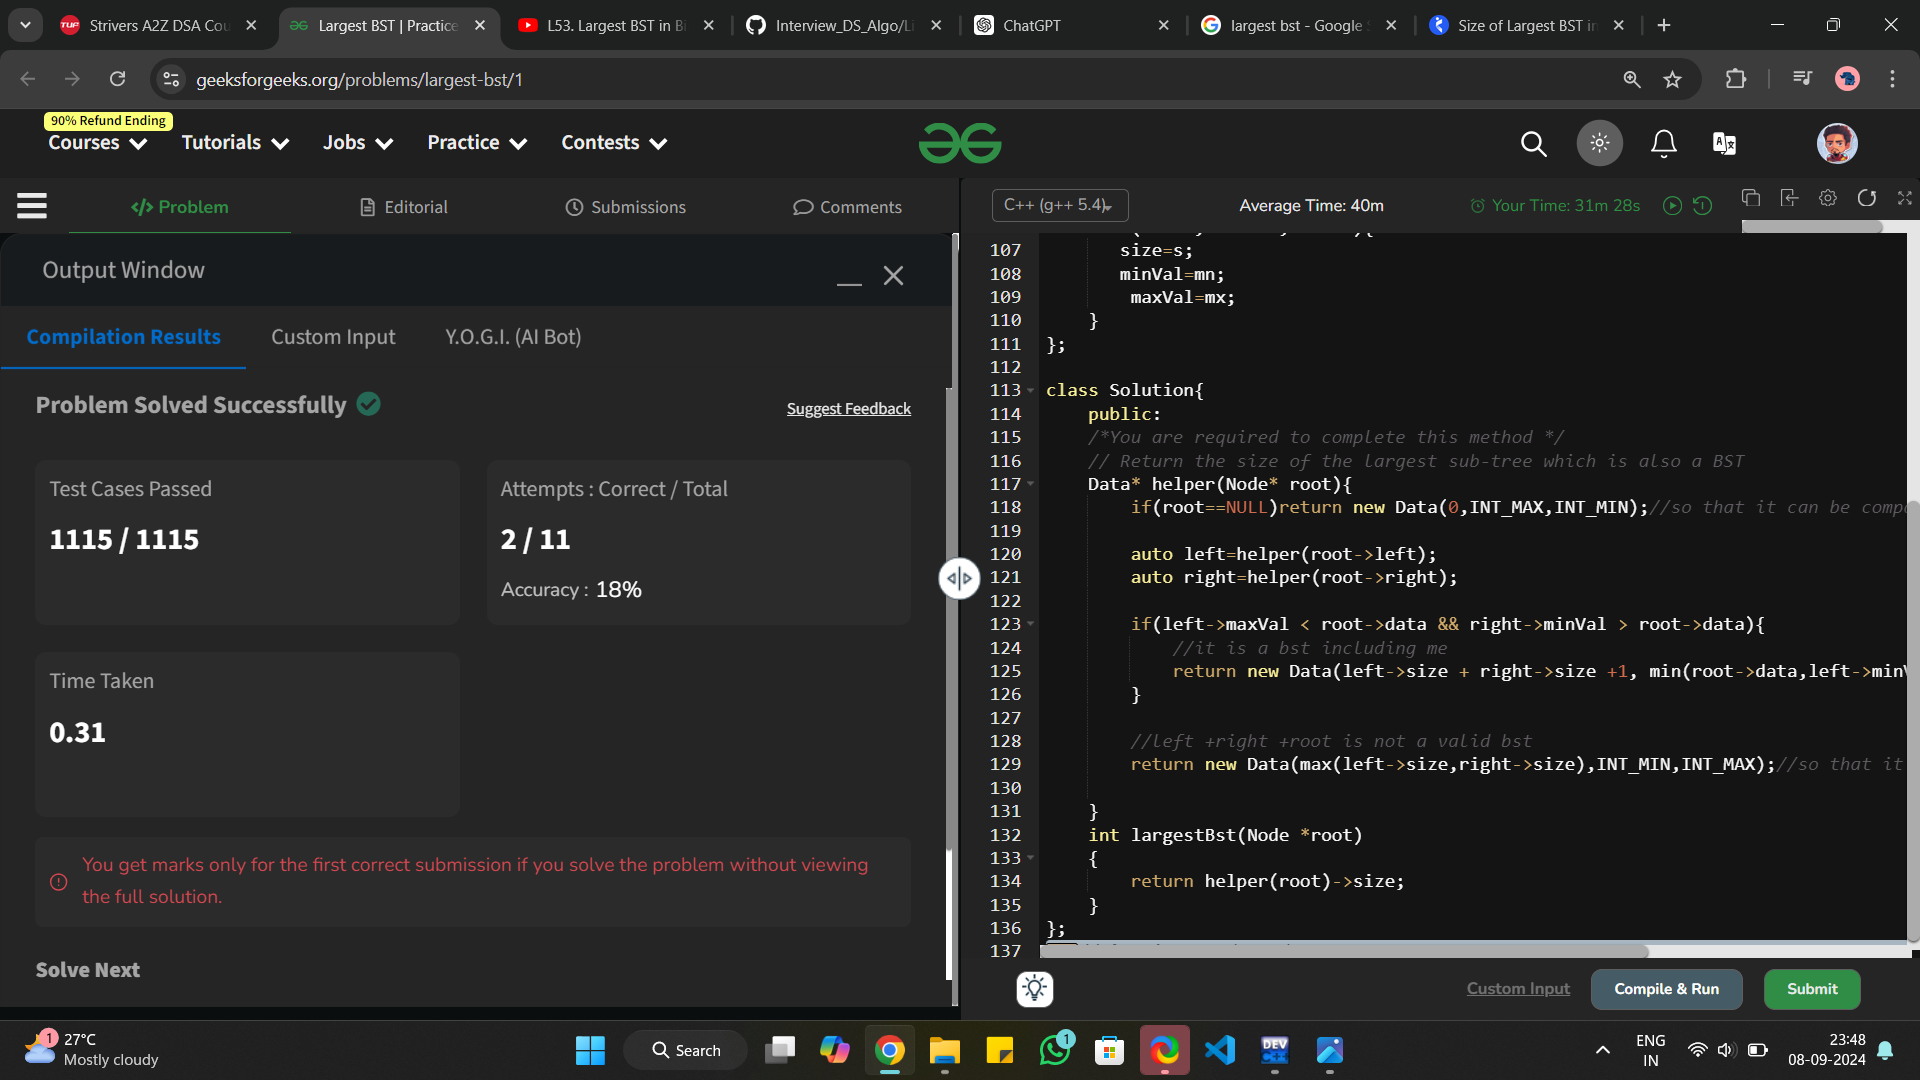 Strivers A2Z DSA Cou
Largest BST | Practice
L53. Largest BST in Bi
Interview_DS_Algo/Li
ChatGPT
largest bst - Google S
Size of Largest BST in
geeksforgeeks.org/problems/largest-bst/1
90% Refund Ending
Courses
Tutorials
Jobs
Practice
Contests
</> Problem
Editorial
Submissions
Comments
C++ (g++ 5.4)
Average Time: 40m
Your Time: 31m 28s
Output Window
Compilation Results
Custom Input
Y.O.G.I. (AI Bot)
Problem Solved Successfully
Suggest Feedback
Test Cases Passed
1115 / 1115
Attempts : Correct / Total
2 / 11
Accuracy : 18%
Time Taken
0.31
You get marks only for the first correct submission if you solve the problem without viewing
the full solution.
Solve Next
107 size=s;
108 minVal=mn;
109 maxVal=mx;
110 }
111 };
112
113 class Solution{
114 public:
115 /*You are required to complete this method */
116 // Return the size of the largest sub-tree which is also a BST
117 Data* helper(Node* root){
118 if(root==NULL)return new Data(0,INT_MAX,INT_MIN);//so that it can be comp
119
120 auto left=helper(root->left);
121 auto right=helper(root->right);
122
123 if(left->maxVal < root->data && right->minVal > root->data){
124 //it is a bst including me
125 return new Data(left->size + right->size +1, min(root->data,left->min
126 }
127
128 //left +right +root is not a valid bst
129 return new Data(max(left->size,right->size),INT_MIN,INT_MAX);//so that it
130
131 }
132 int largestBst(Node *root)
133 {
134 return helper(root)->size;
135 }
136 };
137
Custom Input
Compile & Run
Submit
1
27°C
Mostly cloudy
Search
DEV
1
ENG
IN
23:48
08-09-2024